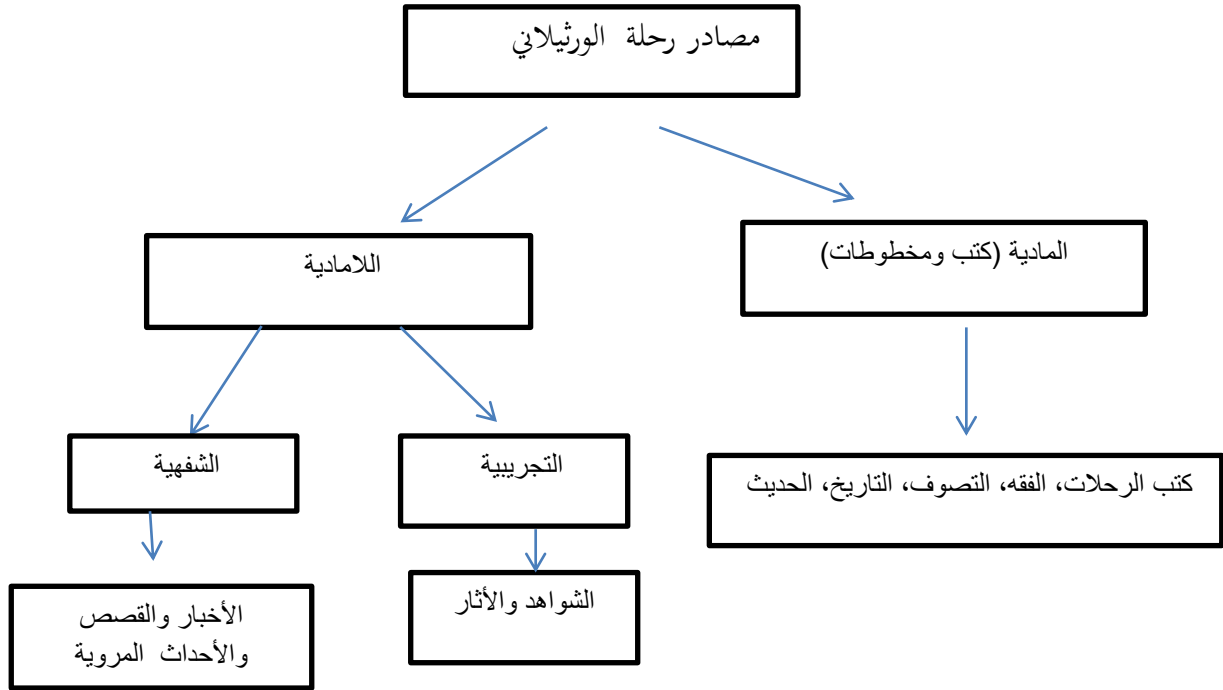 مصادر رحلة الورثيلاني
المادية (كتب ومخطوطات)
اللامادية
التجريبية
الشفهية
كتب الرحلات، الفقه، التصوف، التاريخ، الحديث
الشواهد والأثار
الأخبار والقصص
والأحداث المروية